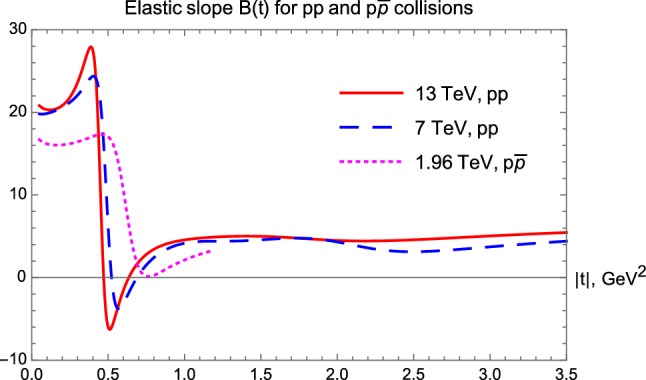 Elastic slope B(t) for pp and pp̅ collisions
30
20
10
0
−10
13 TeV, pp
7 TeV, pp
1.96 TeV, pp̅
|t|, GeV²
0.0 0.5 1.0 1.5 2.0 2.5 3.0 3.5